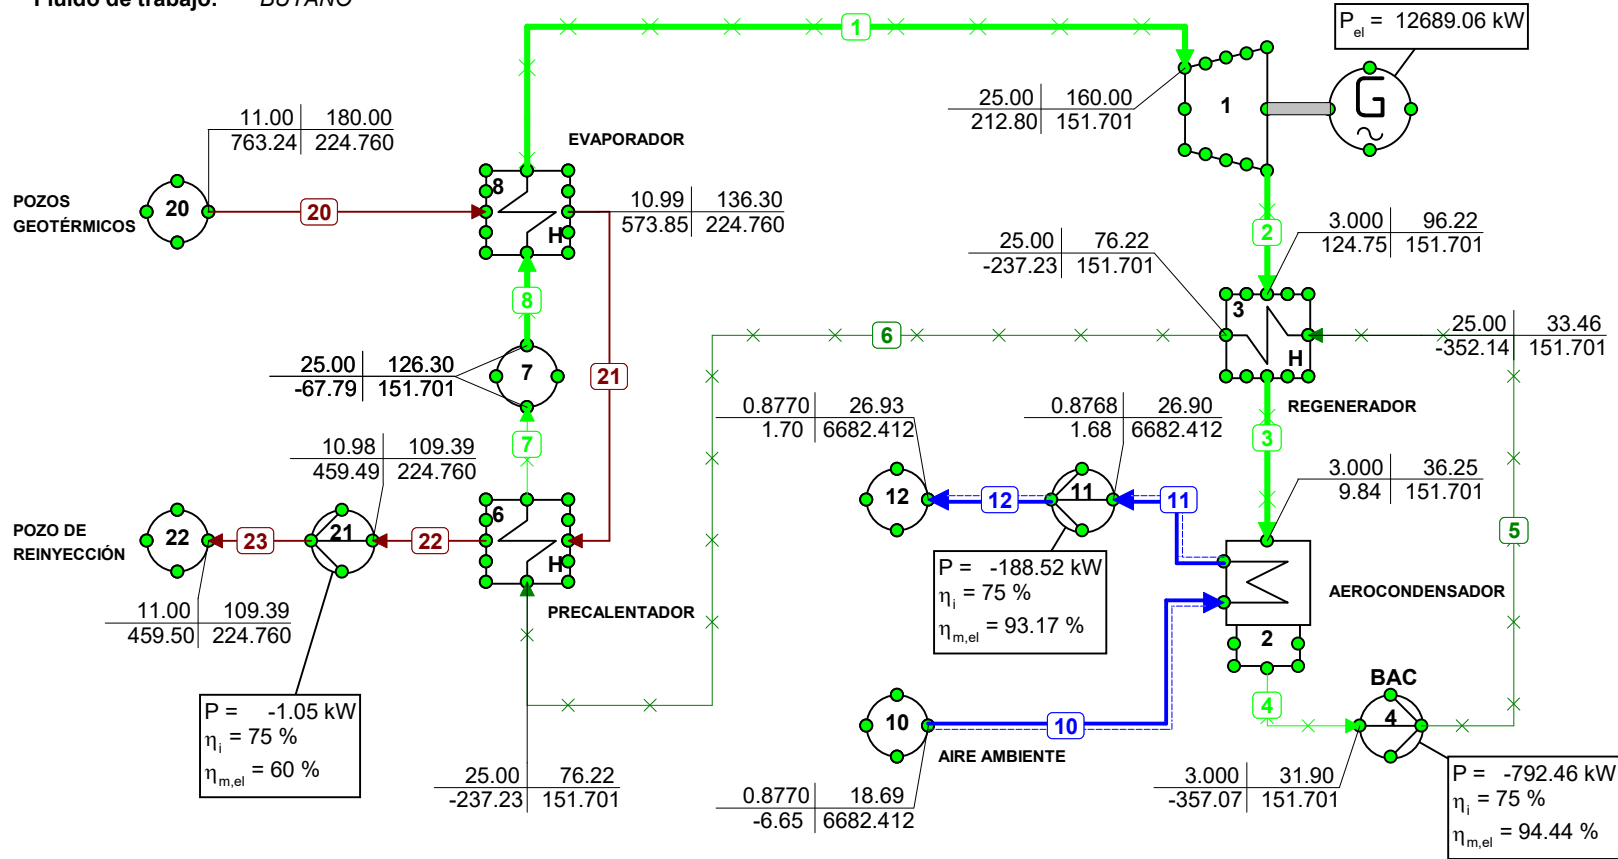 Fluido de trabajo: BUTANO
1
P_el = 12689.06 kW
11.00 180.00
763.24 224.760
25.00 160.00
212.80 151.701
1
G
EVAPORADOR
POZOS
GEOTÉRMICOS
20
20
8
H
10.99 136.30
573.85 224.760
2
3.000 96.22
124.75 151.701
25.00 76.22
-237.23 151.701
8
3
H
6
25.00 33.46
-352.14 151.701
25.00 126.30
-67.79 151.701
7
21
REGENERADOR
0.8770 26.93
1.70 6682.412
0.8768 26.90
1.68 6682.412
7
3
10.98 109.39
459.49 224.760
3.000 36.25
9.84 151.701
POZO DE
REINYECCIÓN
22
23
21
22
6
H
12
12
11
11
5
P = -188.52 kW
η_i = 75 %
η_m,el = 93.17 %
AEROCONDENSADOR
PRECALENTADOR
11.00 109.39
459.50 224.760
2
BAC
4
4
P = -1.05 kW
η_i = 75 %
η_m,el = 60 %
10
10
AIRE AMBIENTE
25.00 76.22
-237.23 151.701
0.8770 18.69
-6.65 6682.412
3.000 31.90
-357.07 151.701
P = -792.46 kW
η_i = 75 %
η_m,el = 94.44 %